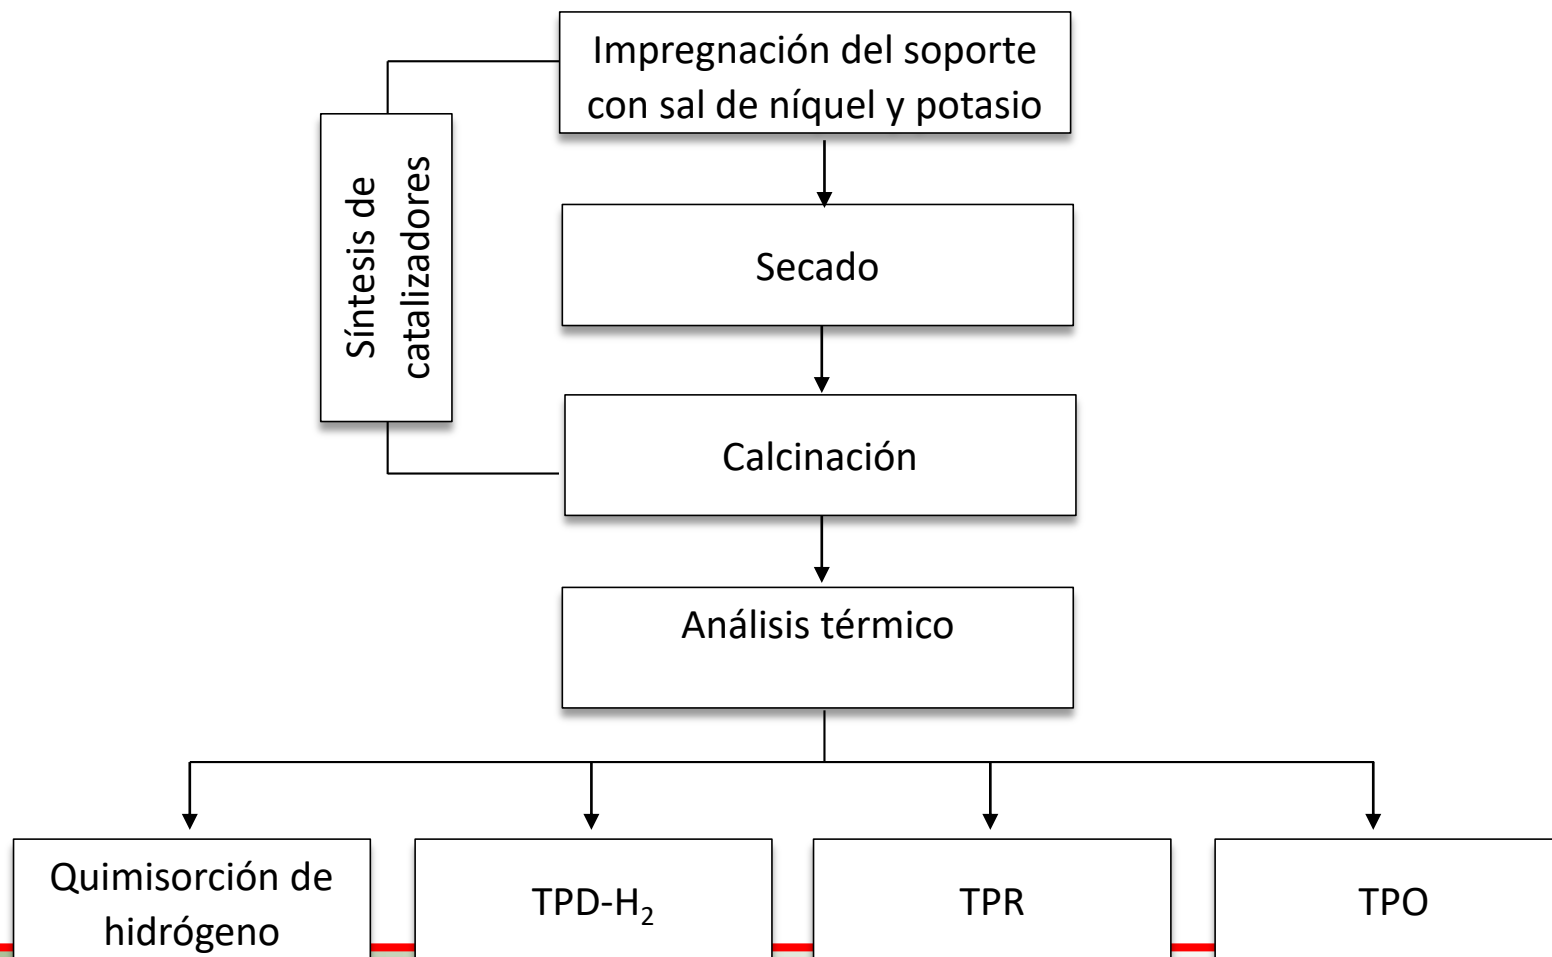 Impregnación del soporte
con sal de níquel y potasio
Síntesis de
catalizadores
Secado
Calcinación
Análisis térmico
Quimisorción de
hidrógeno
TPD-H₂
TPR
TPO